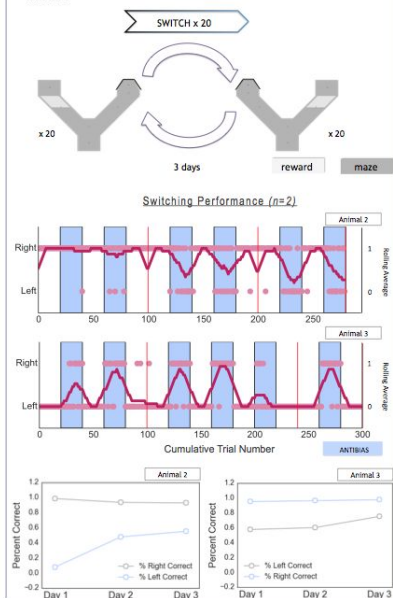 SWITCH x 20
x 20
x 20
3 days
reward
maze
Switching Performance (n=2)
Animal 2
Right
Left
1
0
Rolling Average
0
50
100
150
200
250
Animal 3
Right
Left
1
0
Rolling Average
0
50
100
150
200
250
300
Cumulative Trial Number
ANTIBIAS
Animal 2
Percent Correct
1.2
1.0
0.8
0.6
0.4
0.2
0.0
−0.2
% Right Correct
% Left Correct
Day 1
Day 2
Day 3
Animal 3
Percent Correct
1.2
1.0
0.8
0.6
0.4
0.2
0.0
−0.2
% Left Correct
% Right Correct
Day 1
Day 2
Day 3